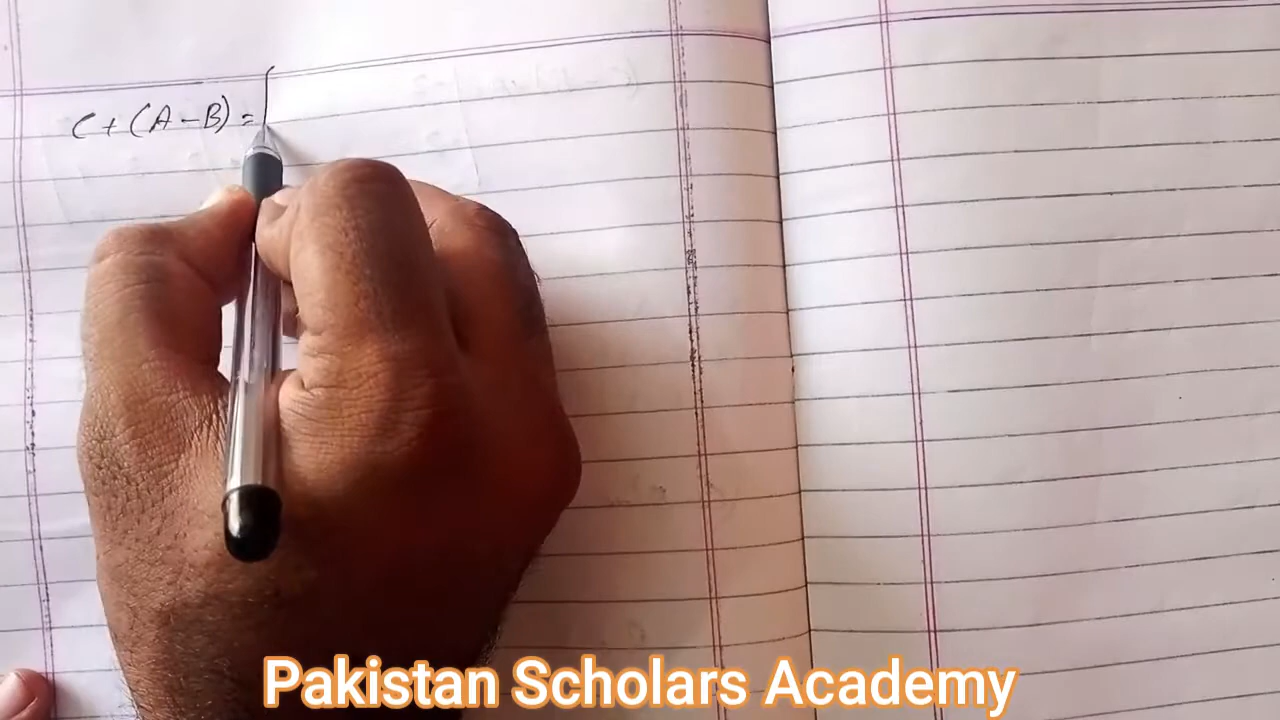 C + (A - B) = [
Pakistan Scholars Academy